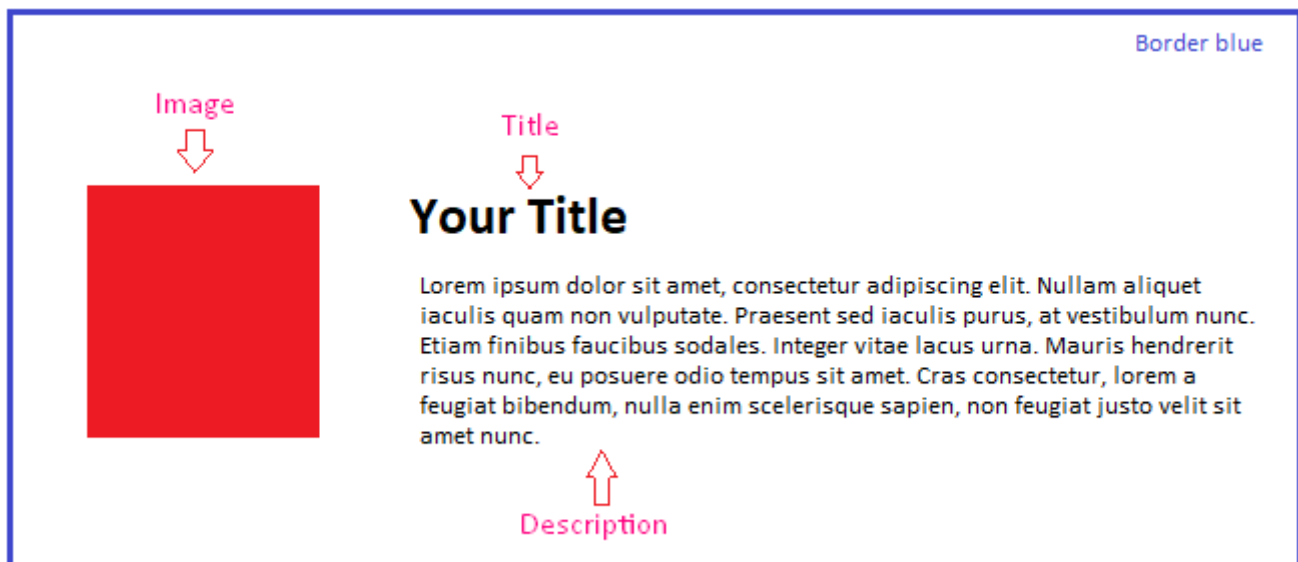 Border blue
Image
Title
Your Title
Lorem ipsum dolor sit amet, consectetur adipiscing elit. Nullam aliquet
iaculis quam non vulputate. Praesent sed iaculis purus, at vestibulum nunc.
Etiam finibus faucibus sodales. Integer vitae lacus urna. Mauris hendrerit
risus nunc, eu posuere odio tempus sit amet. Cras consectetur, lorem a
feugiat bibendum, nulla enim scelerisque sapien, non feugiat justo velit sit
amet nunc.
Description